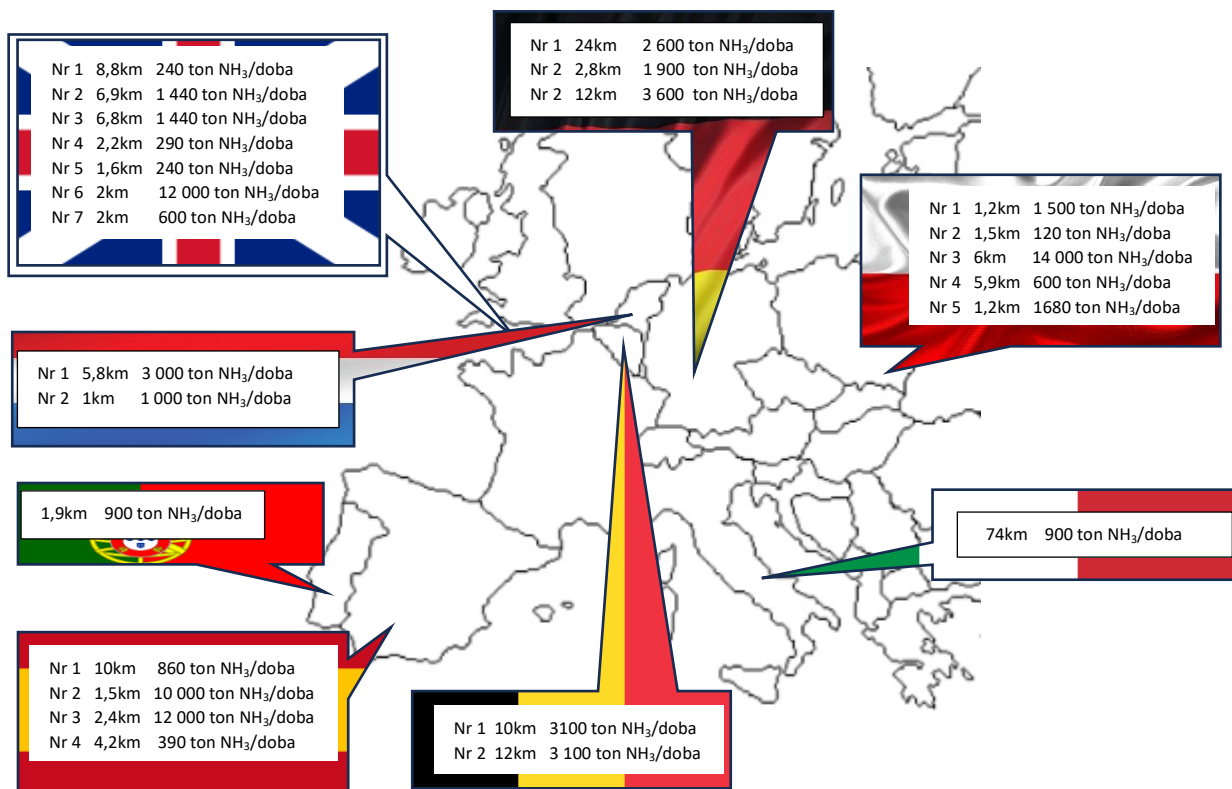 Nr 1 8,8km 240 ton NH₃/doba
Nr 2 6,9km 1 440 ton NH₃/doba
Nr 3 6,8km 1 440 ton NH₃/doba
Nr 4 2,2km 290 ton NH₃/doba
Nr 5 1,6km 240 ton NH₃/doba
Nr 6 2km 12 000 ton NH₃/doba
Nr 7 2km 600 ton NH₃/doba
Nr 1 24km 2 600 ton NH₃/doba
Nr 2 2,8km 1 900 ton NH₃/doba
Nr 2 12km 3 600 ton NH₃/doba
Nr 1 1,2km 1 500 ton NH₃/doba
Nr 2 1,5km 120 ton NH₃/doba
Nr 3 6km 14 000 ton NH₃/doba
Nr 4 5,9km 600 ton NH₃/doba
Nr 5 1,2km 1680 ton NH₃/doba
Nr 1 5,8km 3 000 ton NH₃/doba
Nr 2 1km 1 000 ton NH₃/doba
1,9km 900 ton NH₃/doba
74km 900 ton NH₃/doba
Nr 1 10km 860 ton NH₃/doba
Nr 2 1,5km 10 000 ton NH₃/doba
Nr 3 2,4km 12 000 ton NH₃/doba
Nr 4 4,2km 390 ton NH₃/doba
Nr 1 10km 3100 ton NH₃/doba
Nr 2 12km 3 100 ton NH₃/doba